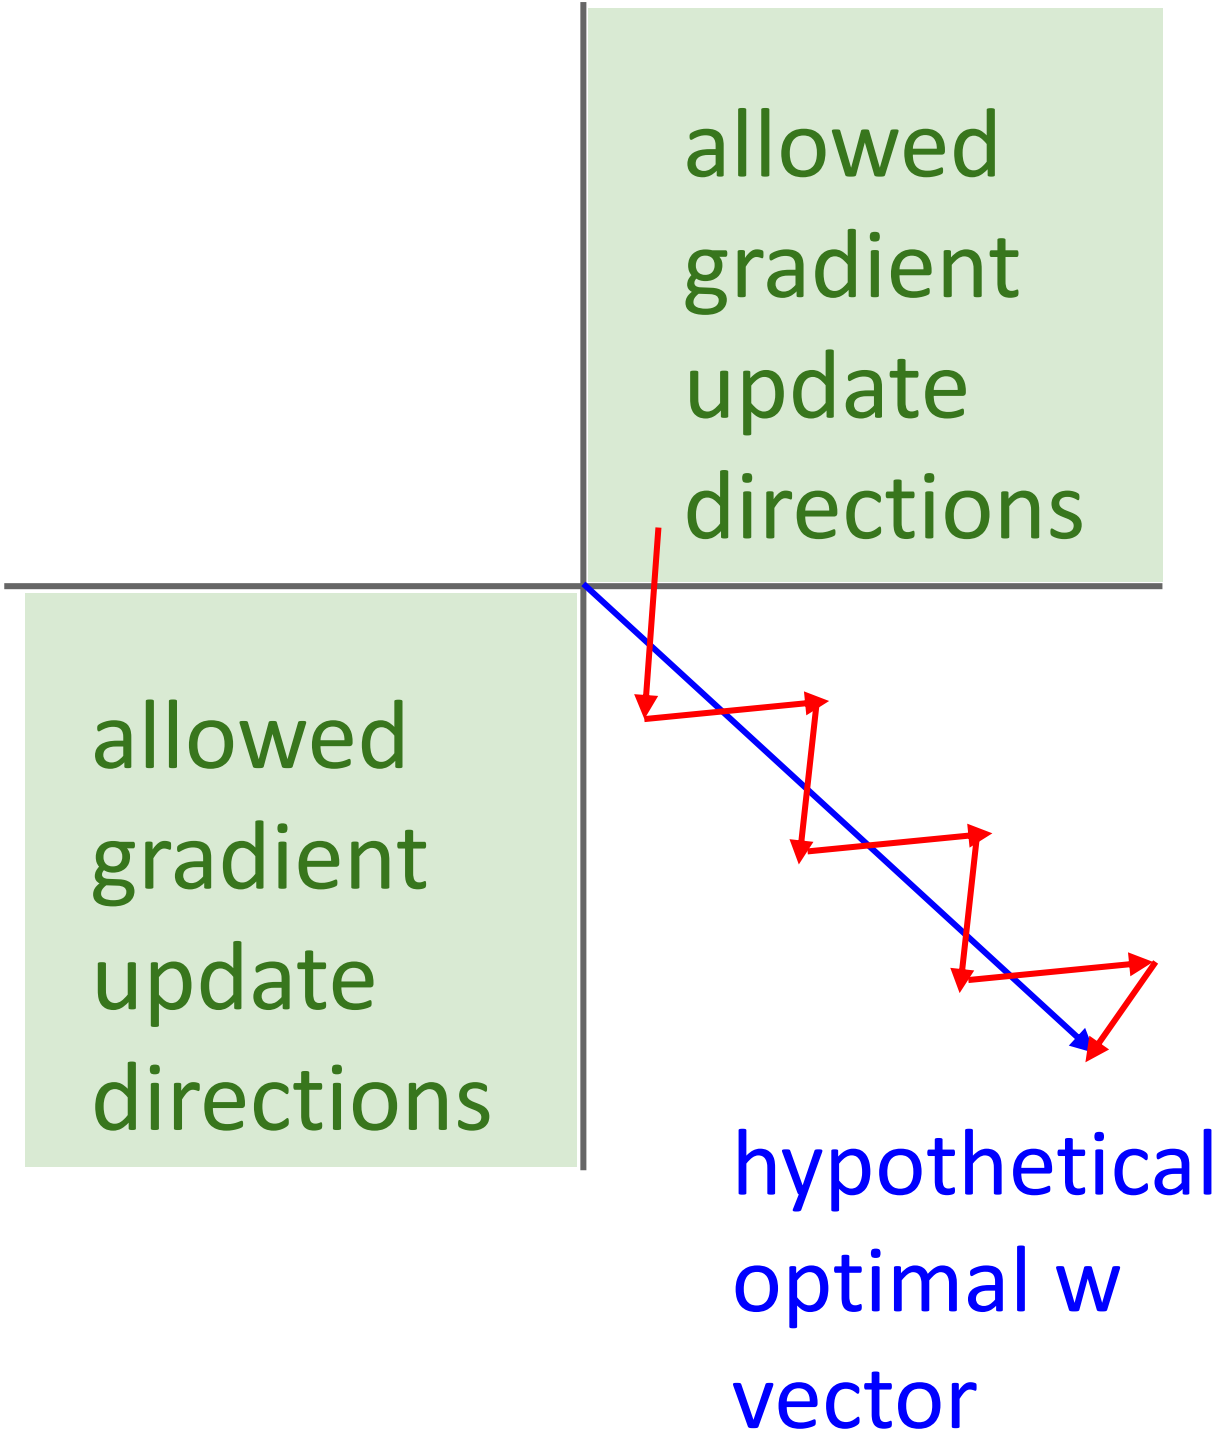 allowed
gradient
update
directions
allowed
gradient
update
directions
hypothetical
optimal w
vector